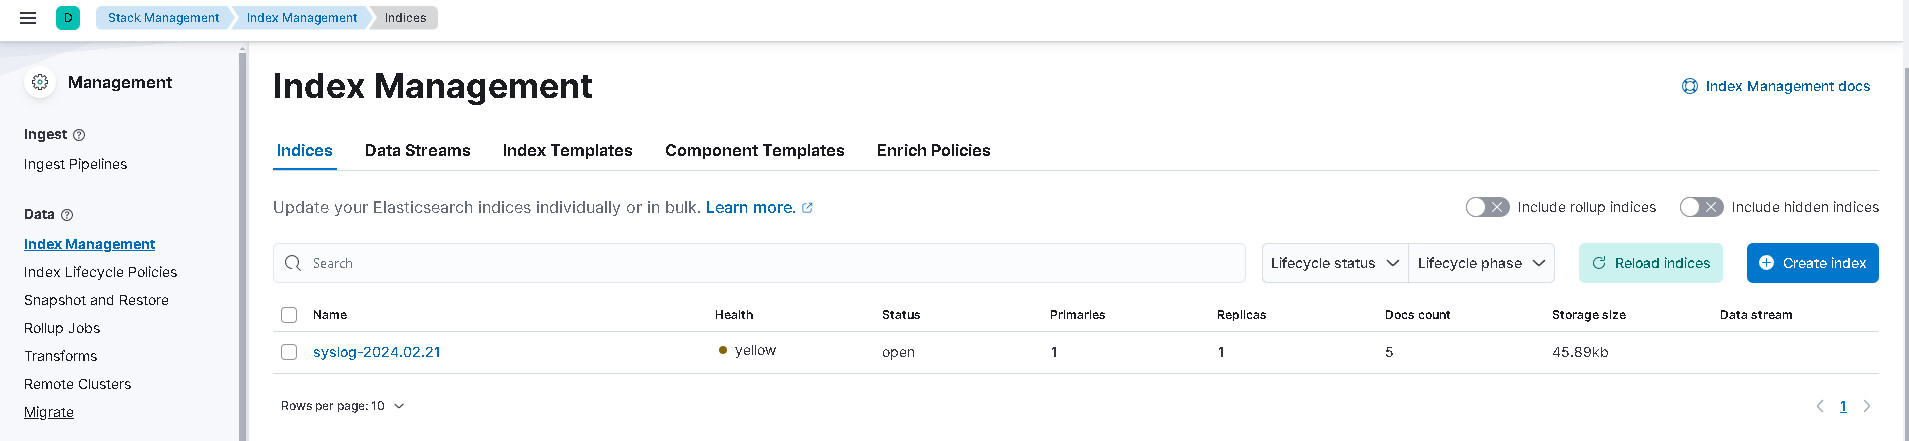 D Stack Management Index Management Indices
Management
Ingest
Ingest Pipelines
Data
Index Management
Index Lifecycle Policies
Snapshot and Restore
Rollup Jobs
Transforms
Remote Clusters
Migrate
Index Management
Index Management docs
Indices Data Streams Index Templates Component Templates Enrich Policies
Update your Elasticsearch indices individually or in bulk. Learn more.
Include rollup indices Include hidden indices
Search Lifecycle status Lifecycle phase Reload indices Create index
Name Health Status Primaries Replicas Docs count Storage size Data stream
syslog-2024.02.21 yellow open 1 1 5 45.89kb
Rows per page: 10 1